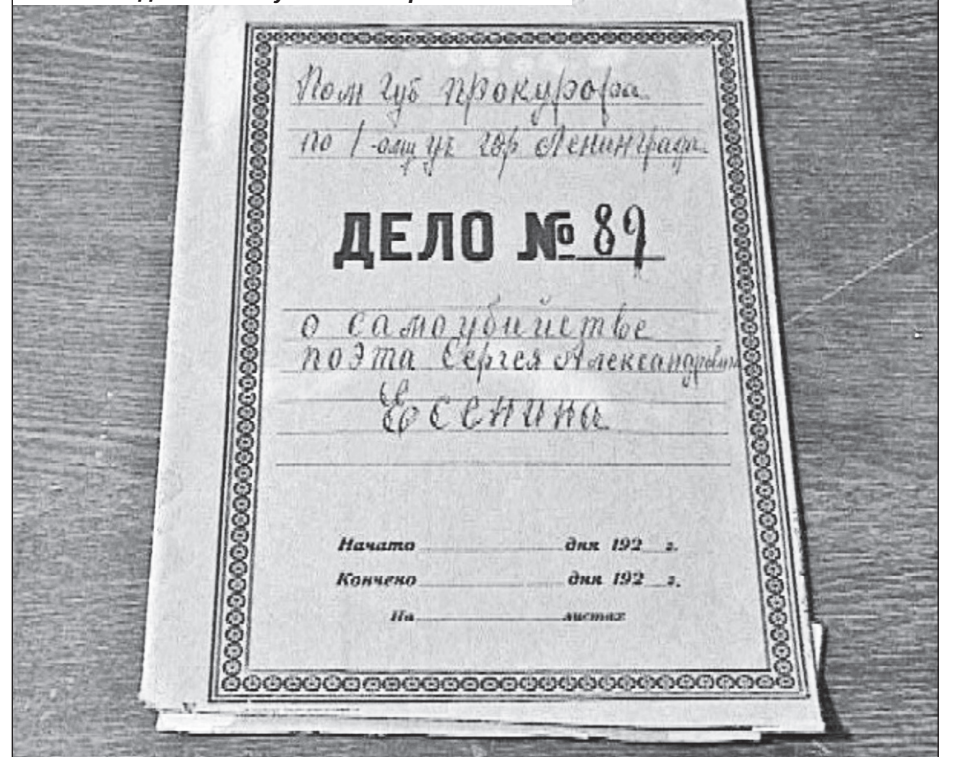 Пом губ прокурора
по 1-ому уч гор Ленинграда
ДЕЛО № 89
о самоубийстве
поэта Сергея Александровича
Есенина
Начато дня 192 г.
Кончено дня 192 г.
На листах